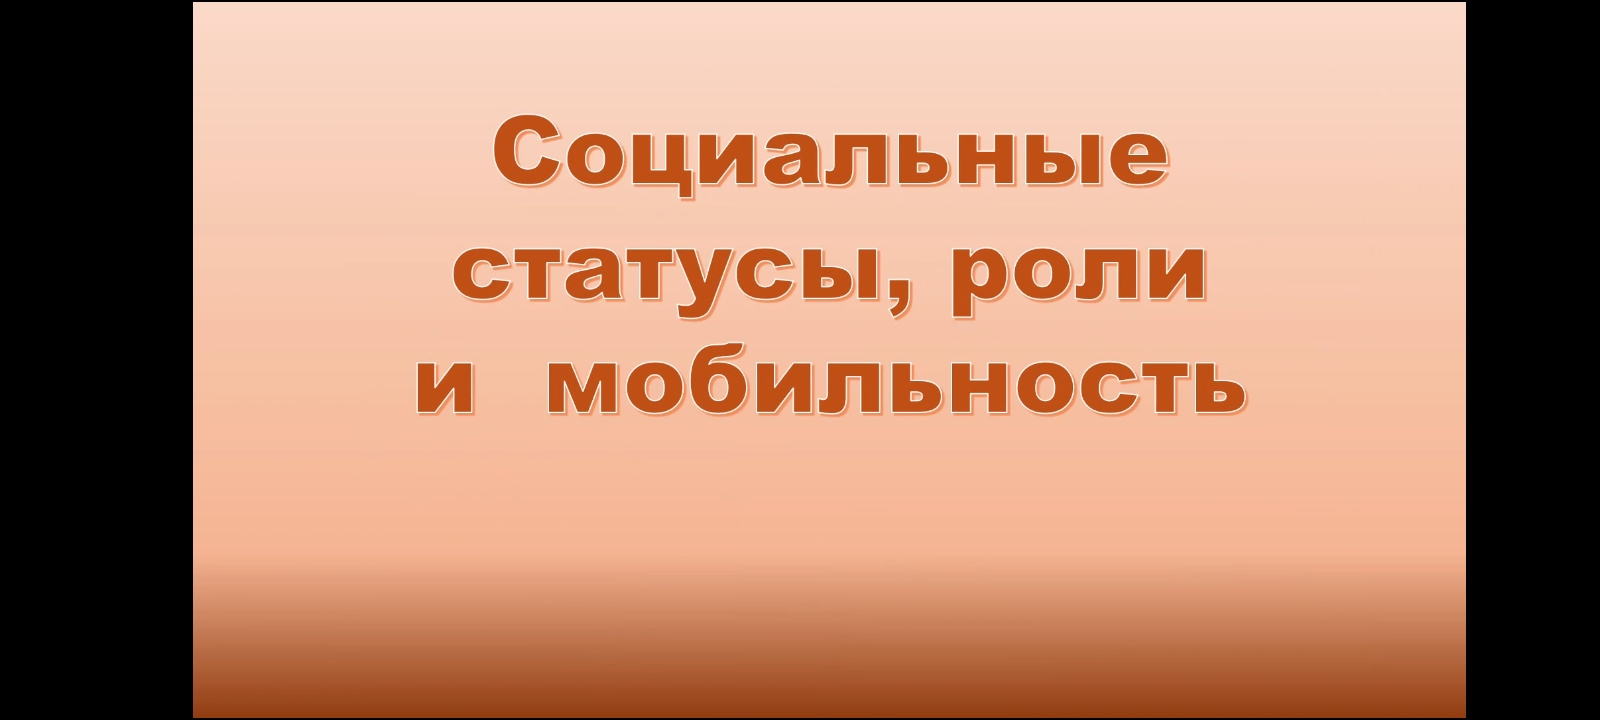 Социальные
статусы, роли
и мобильность